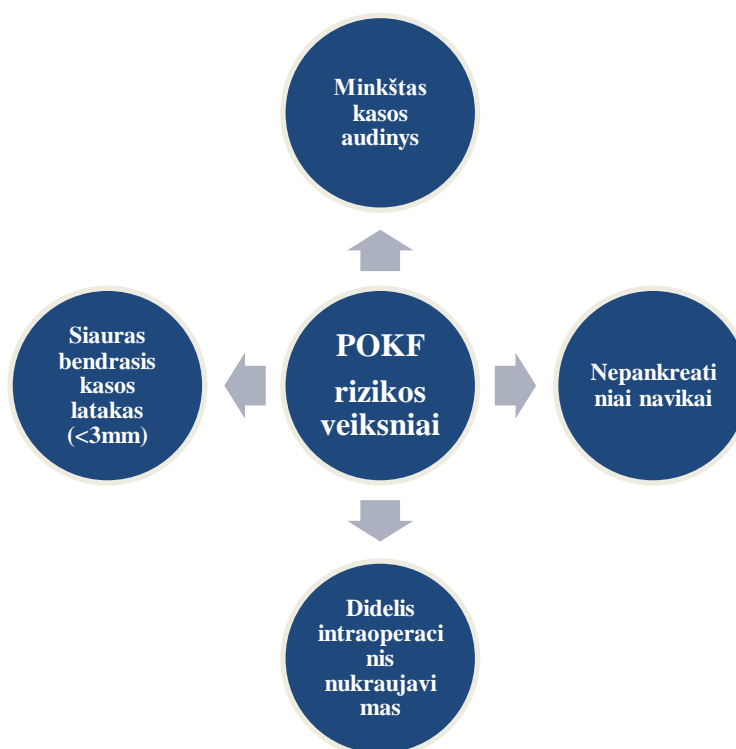 Minkštas
kasos
audinys
Siauras
bendrasis
kasos
latakas
(<3mm)
POKF
rizikos
veiksniai
Nepankreati
niai navikai
Didelis
intraoperaci
nis
nukraujavi
mas